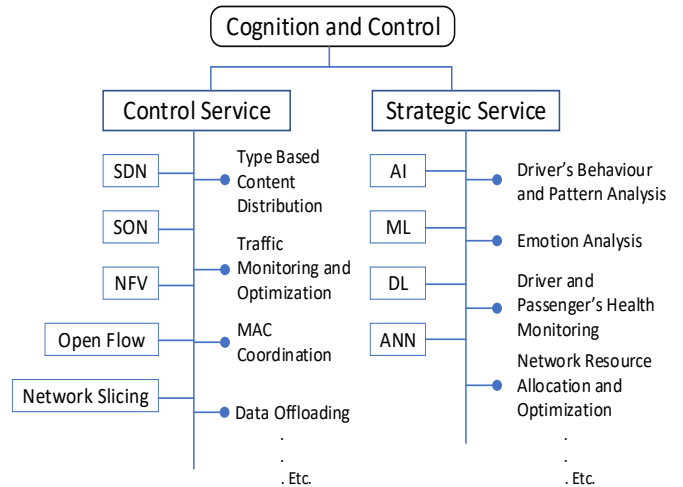 Cognition and Control
Control Service
SDN
SON
NFV
Open Flow
Network Slicing
Type Based
Content
Distribution
Traffic
Monitoring and
Optimization
MAC
Coordination
Data Offloading
.
.
. Etc.
Strategic Service
AI
ML
DL
ANN
Driver’s Behaviour
and Pattern Analysis
Emotion Analysis
Driver and
Passenger’s Health
Monitoring
Network Resource
Allocation and
Optimization
.
.
. Etc.